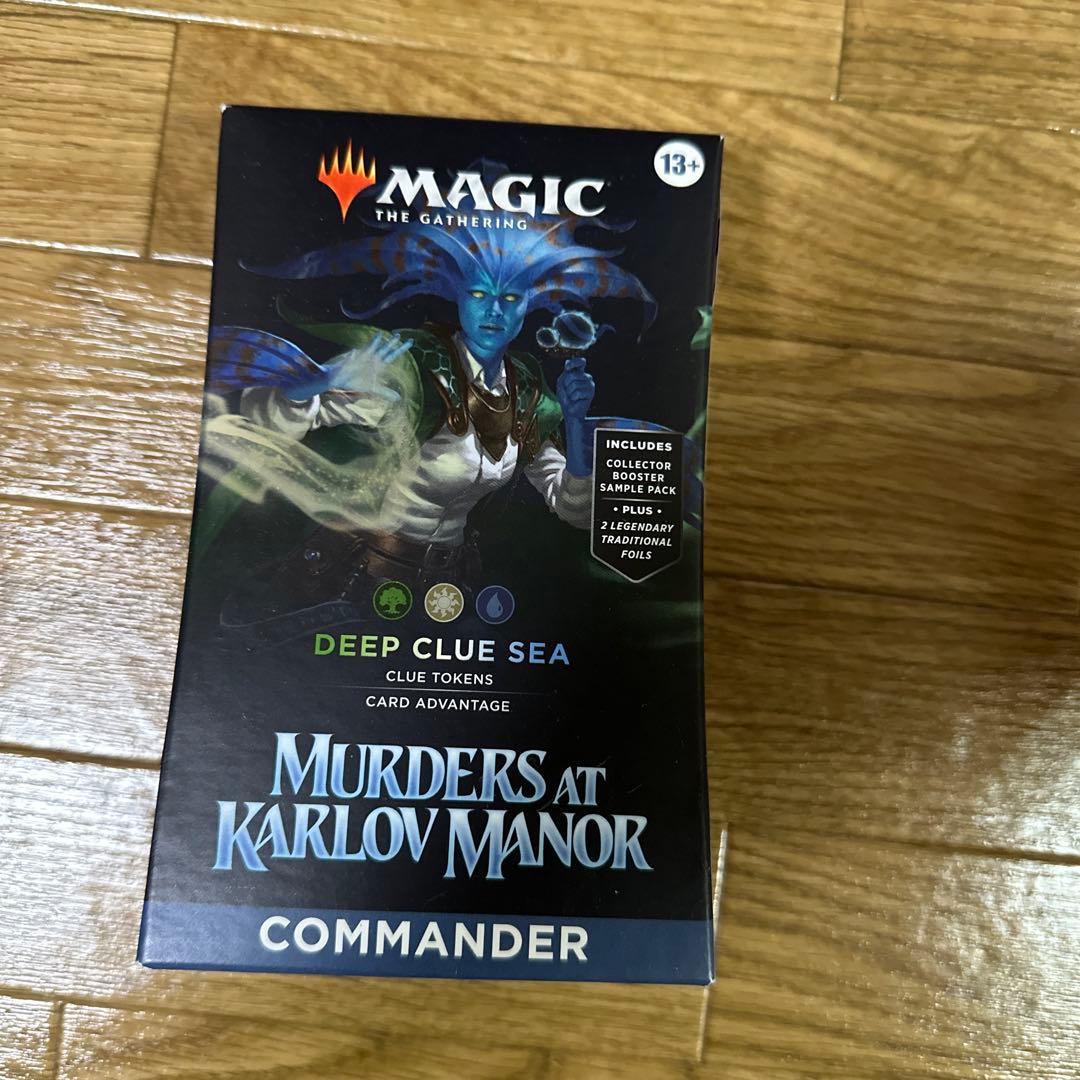 13+
MAGIC
THE GATHERING
INCLUDES
COLLECTOR
BOOSTER
SAMPLE PACK
• PLUS •
2 LEGENDARY
TRADITIONAL
FOILS
DEEP CLUE SEA
CLUE TOKENS
CARD ADVANTAGE
MURDERS AT
KARLOV MANOR
COMMANDER